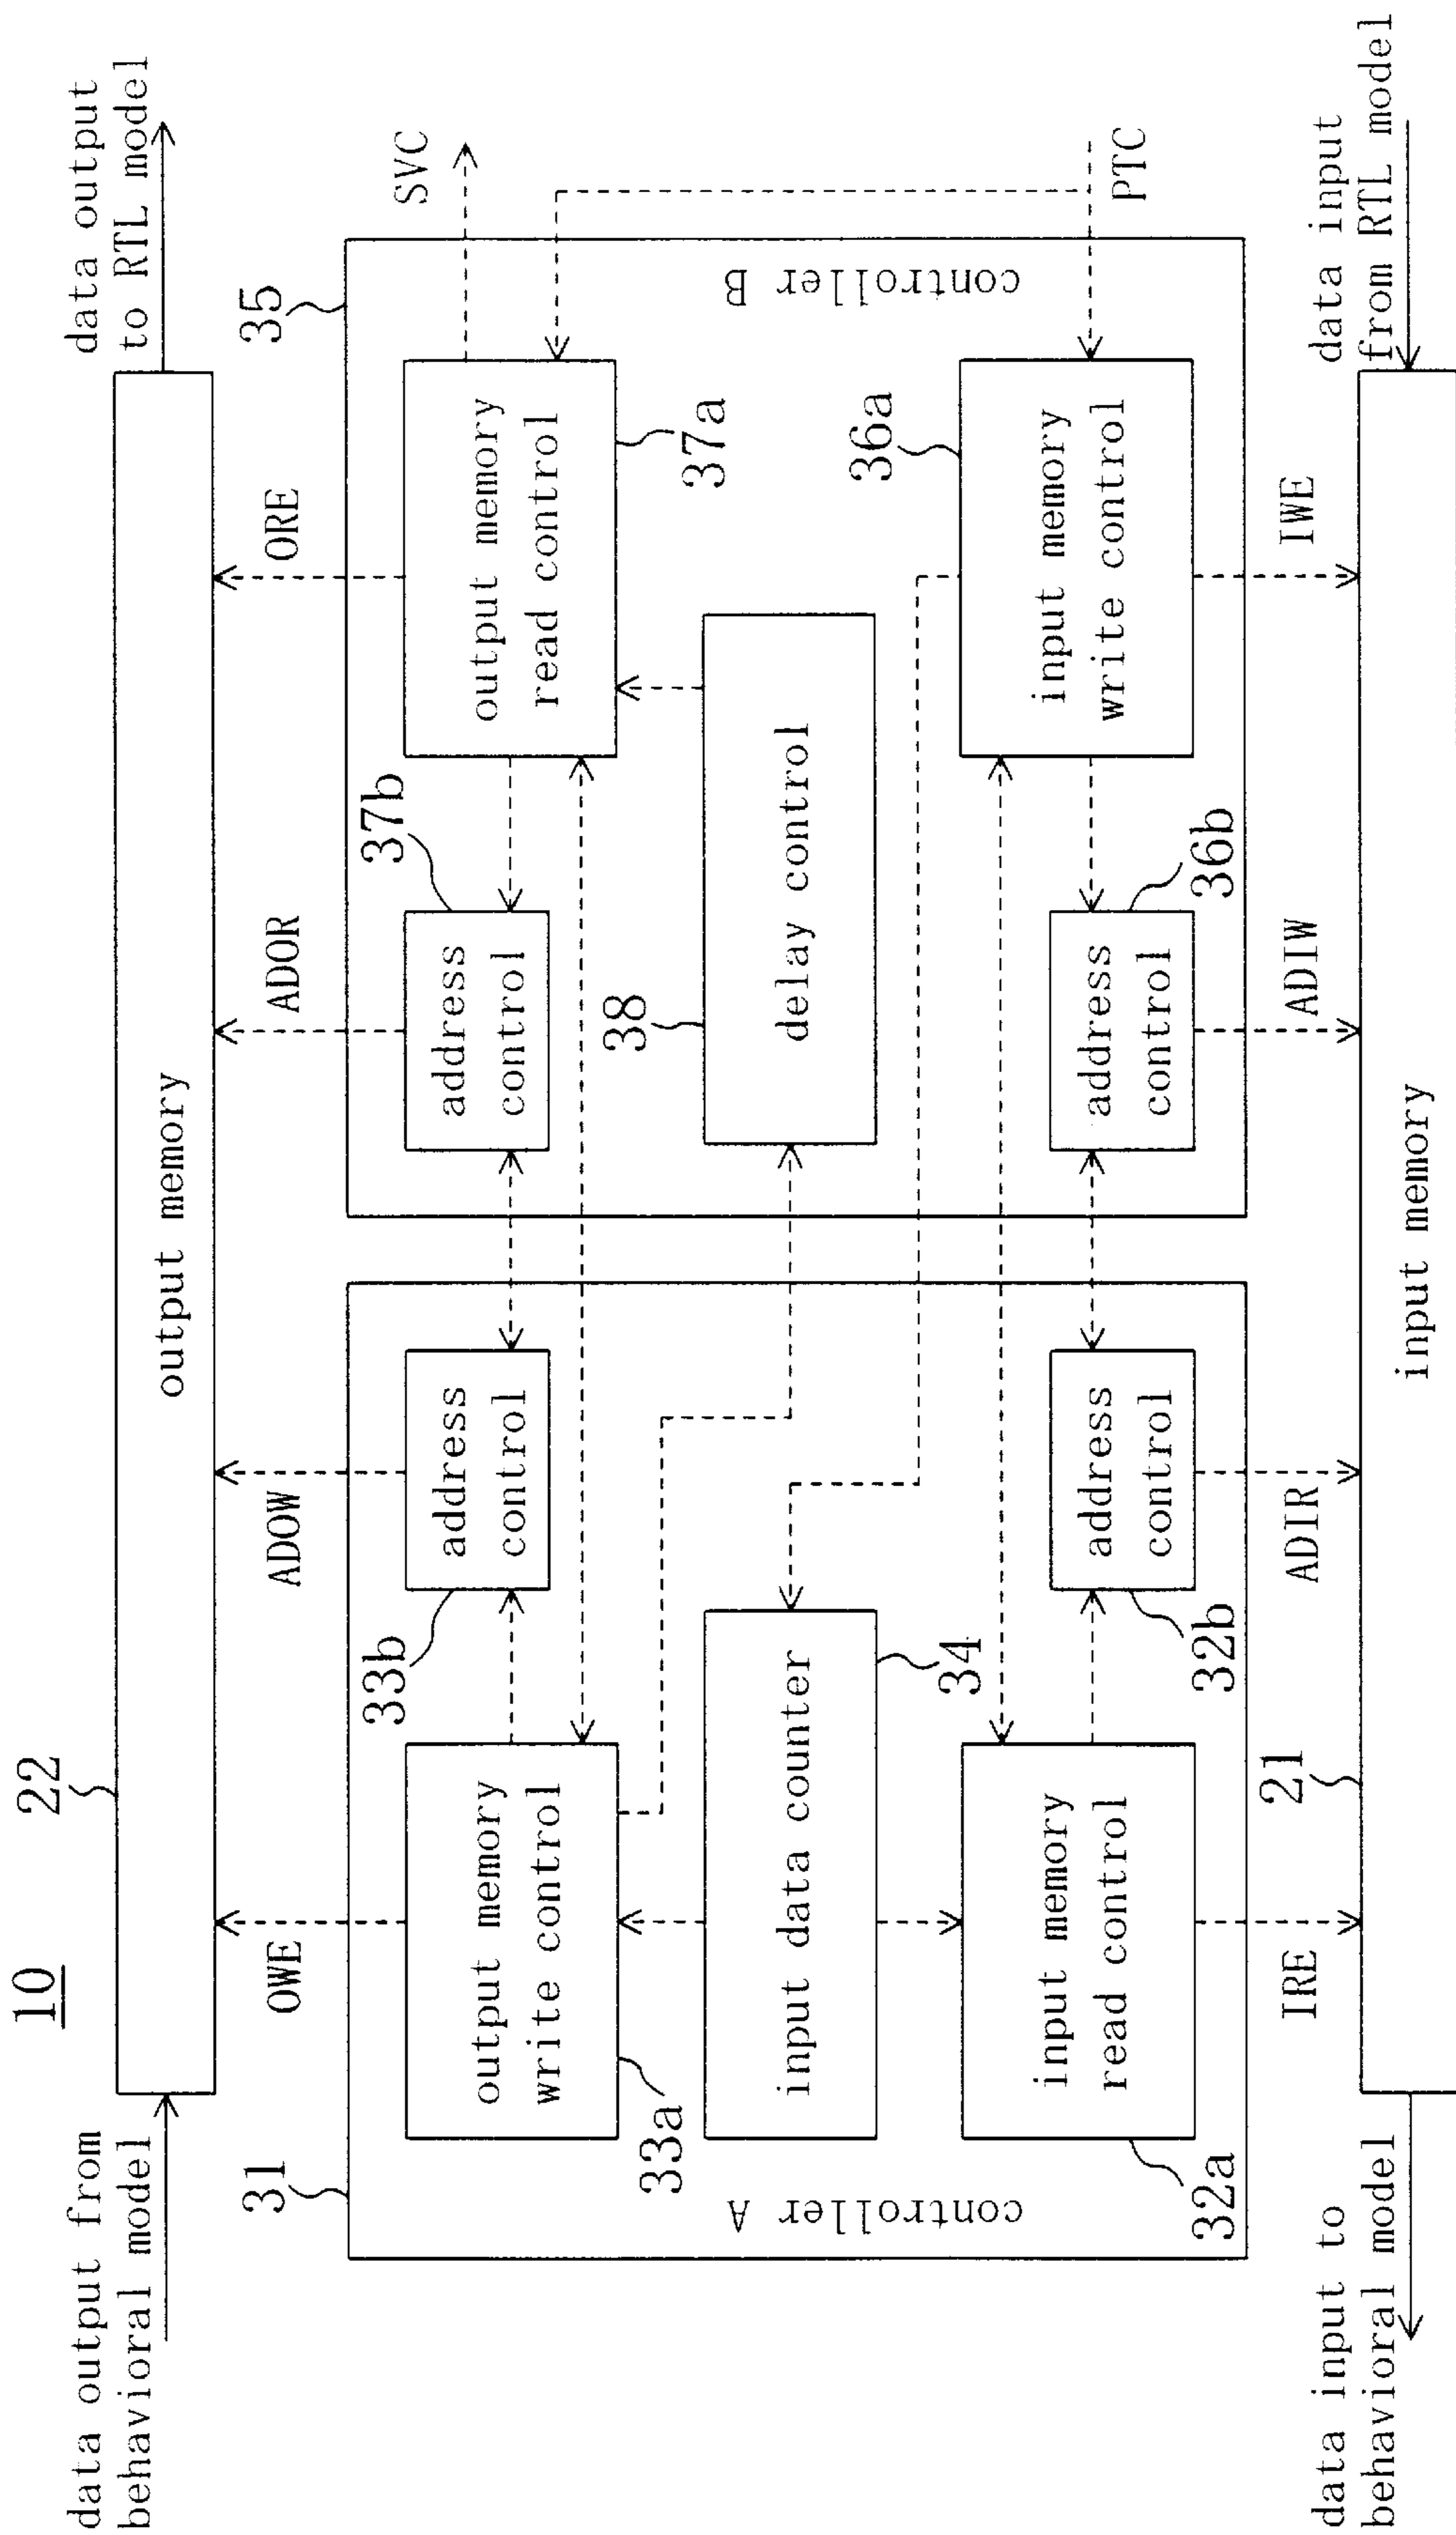 10
data output from
behavioral model
22
output memory
data output
to RTL model
OWE
ADOW
ADOR
ORE
31
controller A
output memory
write control
33a
address
control
33b
input data counter
34
input memory
read control
32a
address
control
32b
35
controller B
address
control
37b
output memory
read control
37a
delay control
38
address
control
36b
input memory
write control
36a
SVC
PTC
IRE
ADIR
ADIW
IWE
data input to
behavioral model
21
input memory
data input
from RTL model